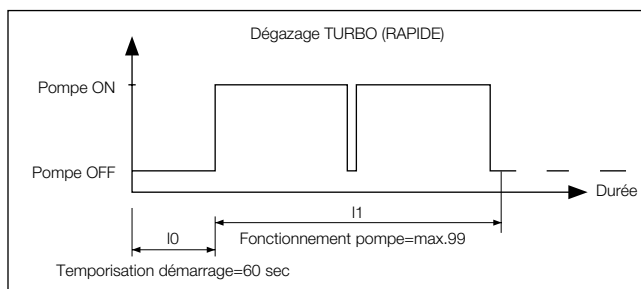 Dégazage TURBO (RAPIDE)
Pompe ON
Pompe OFF
Durée
I0
I1
Fonctionnement pompe=max.99
Temporisation démarrage=60 sec